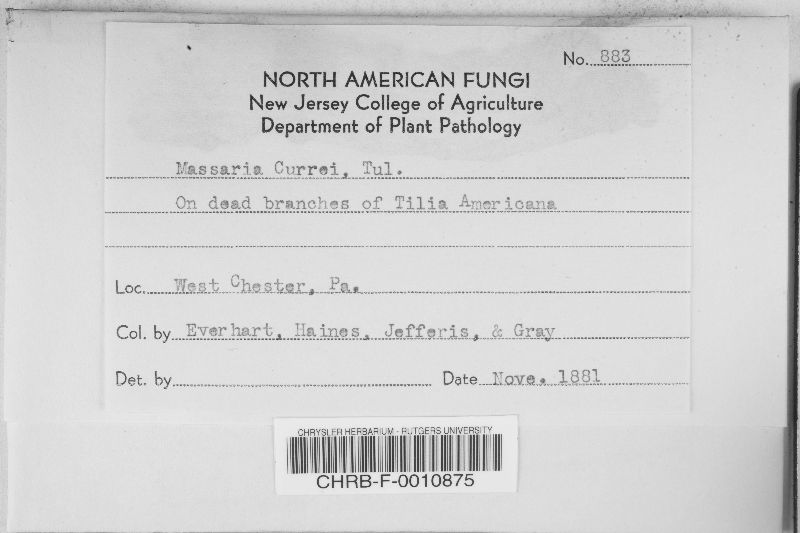 No. 883
NORTH AMERICAN FUNGI
New Jersey College of Agriculture
Department of Plant Pathology
Massaria Currei, Tul.
On dead branches of Tilia Americana
Loc. West Chester, Pa.
Col. by Everhart, Haines, Jefferis, & Gray
Det. by Date Nove. 1881
CHRYSLER HERBARIUM - RUTGERS UNIVERSITY
CHRB-F-0010875